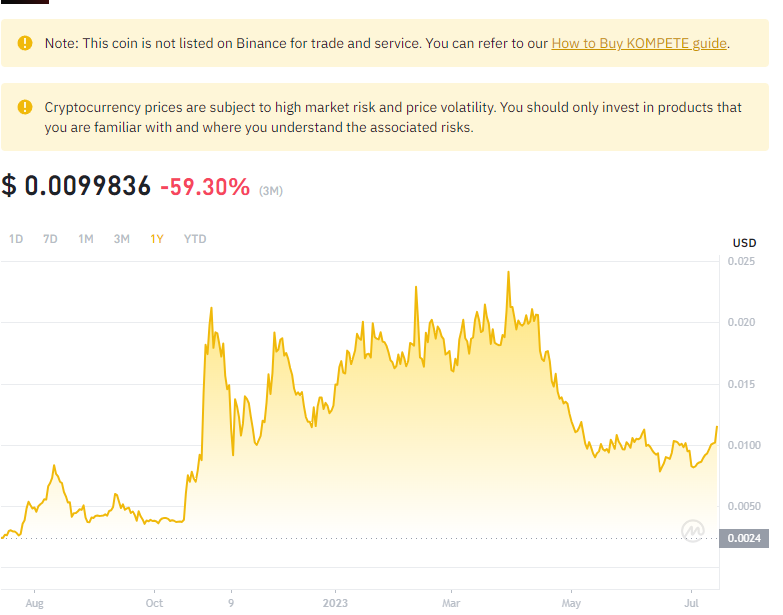 Note: This coin is not listed on Binance for trade and service. You can refer to our How to Buy KOMPETE guide.
Cryptocurrency prices are subject to high market risk and price volatility. You should only invest in products that
you are familiar with and where you understand the associated risks.
$ 0.0099836 -59.30% (3M)
1D 7D 1M 3M 1Y YTD
USD
0.025
0.020
0.015
0.0100
0.0050
0.0024
Aug Oct 9 2023 Mar May Jul